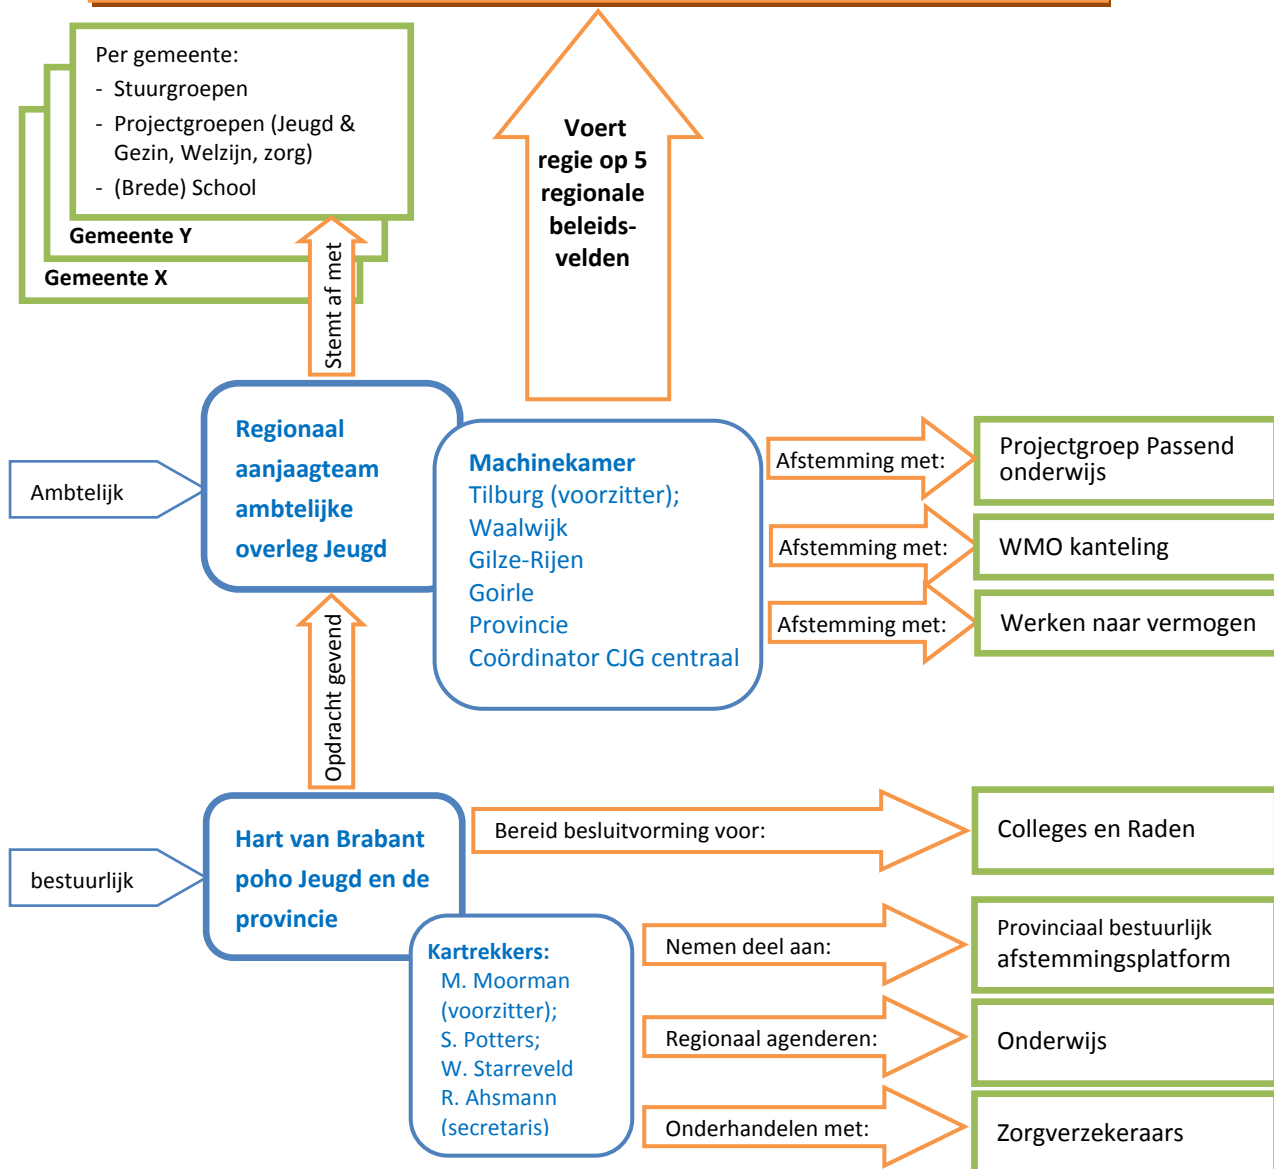 Per gemeente:
- Stuurgroepen
- Projectgroepen (Jeugd &
Gezin, Welzijn, zorg)
- (Brede) School
Gemeente Y
Gemeente X
Stemt af met
Voert
regie op 5
regionale
beleids-
velden
Ambtelijk
Regionaal
aanjaagteam
ambtelijke
overleg Jeugd
Machinekamer
Tilburg (voorzitter);
Waalwijk
Gilze-Rijen
Goirle
Provincie
Coördinator CJG centraal
Afstemming met:
Projectgroep Passend
onderwijs
Afstemming met:
WMO kanteling
Afstemming met:
Werken naar vermogen
Opdracht gevend
bestuurlijk
Hart van Brabant
poho Jeugd en de
provincie
Kartrekkers:
M. Moorman
(voorzitter);
S. Potters;
W. Starreveld
R. Ahsmann
(secretaris)
Bereid besluitvorming voor:
Colleges en Raden
Nemen deel aan:
Provinciaal bestuurlijk
afstemmingsplatform
Regionaal agenderen:
Onderwijs
Onderhandelen met:
Zorgverzekeraars